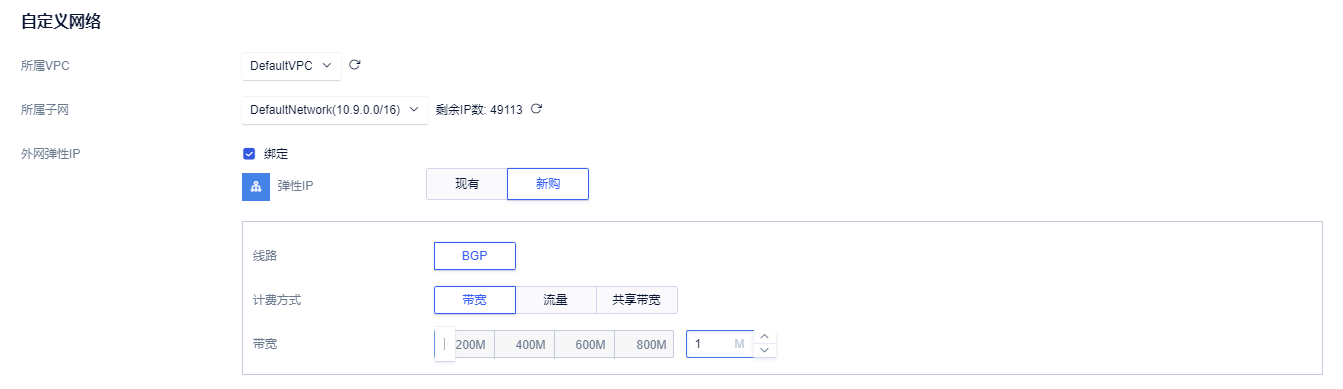 自定义网络
所属VPC DefaultVPC
所属子网 DefaultNetwork(10.9.0.0/16) 剩余IP数: 49113
外网弹性IP 绑定
弹性IP 现有 新购
线路 BGP
计费方式 带宽 流量 共享带宽
带宽 200M 400M 600M 800M 1 M